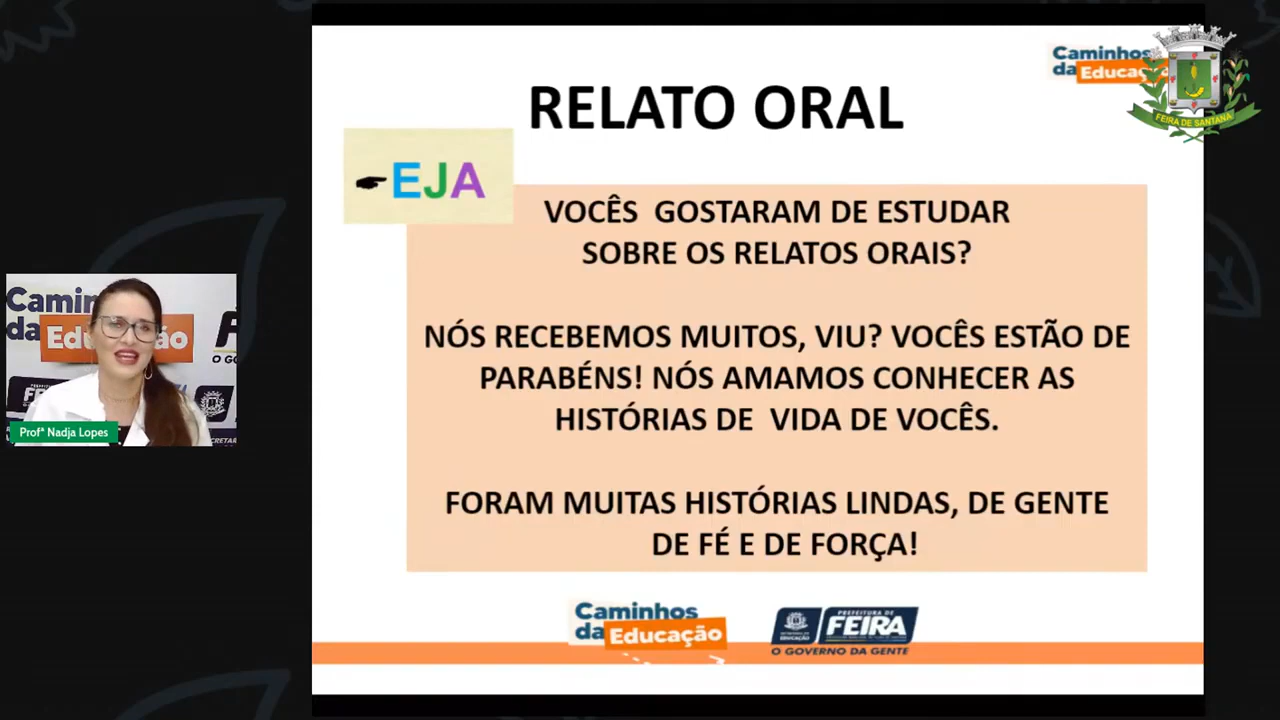 Caminhos
da Educação
FEIRA DE SANTANA
RELATO ORAL
EJA
VOCÊS GOSTARAM DE ESTUDAR
SOBRE OS RELATOS ORAIS?
NÓS RECEBEMOS MUITOS, VIU? VOCÊS ESTÃO DE
PARABÉNS! NÓS AMAMOS CONHECER AS
HISTÓRIAS DE VIDA DE VOCÊS.
FORAM MUITAS HISTÓRIAS LINDAS, DE GENTE
DE FÉ E DE FORÇA!
Profª Nadja Lopes
Caminhos
da Educação
PREFEITURA DE
FEIRA
O GOVERNO DA GENTE